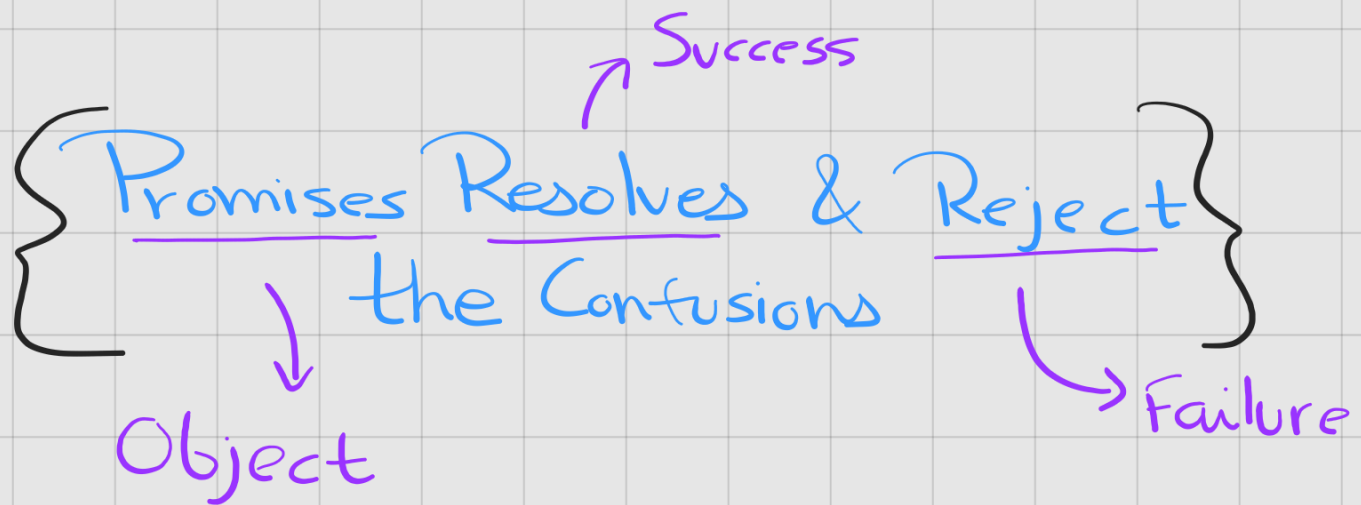 Success
Promises Resolves & Reject
the Confusions
Object
Failure